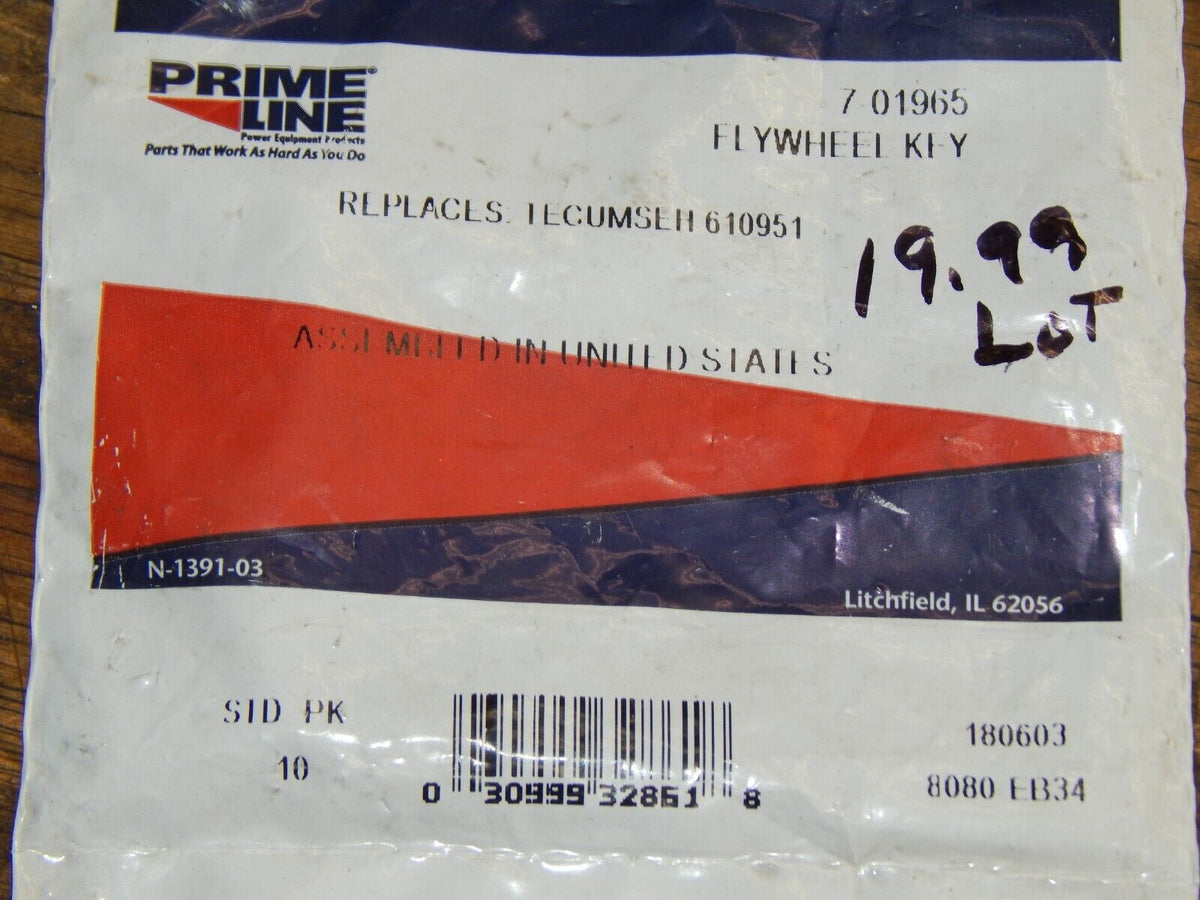 PRIME
LINE
Power Equipment Products
Parts That Work As Hard As You Do
7 01965
FLYWHEEL KEY
REPLACES: TECUMSEH 610951
19.99
LOT
ASSEMBLED IN UNITED STATES
N-1391-03
Litchfield, IL 62056
STD PK
10
0 30999 32861 8
180603
8080 EB34